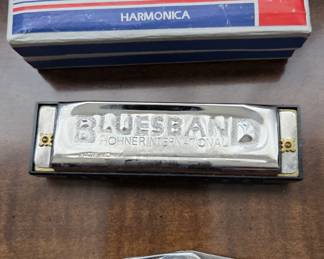 HARMONICA
BLUESBAND
HOHNER INTERNATIONAL